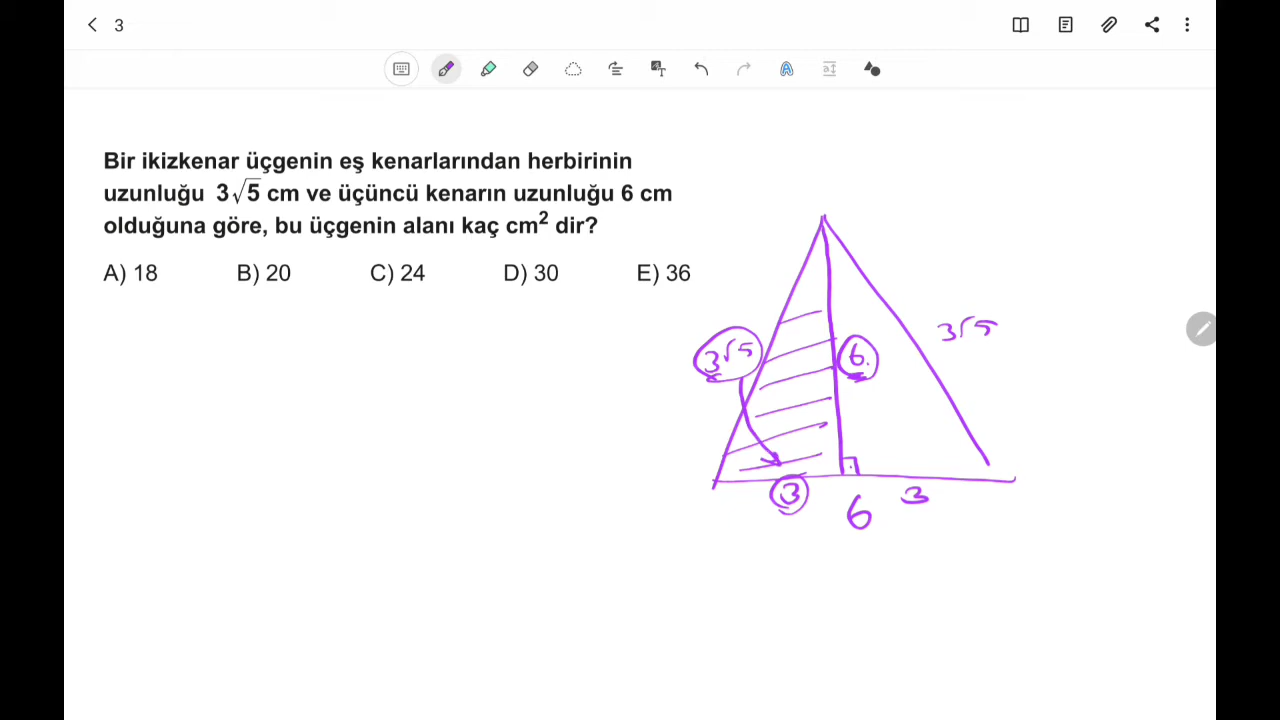 3
Bir ikizkenar üçgenin eş kenarlarından herbirinin
uzunluğu 3√5 cm ve üçüncü kenarın uzunluğu 6 cm
olduğuna göre, bu üçgenin alanı kaç cm² dir?
A) 18 B) 20 C) 24 D) 30 E) 36
3√5
3√5 6
3 3
6